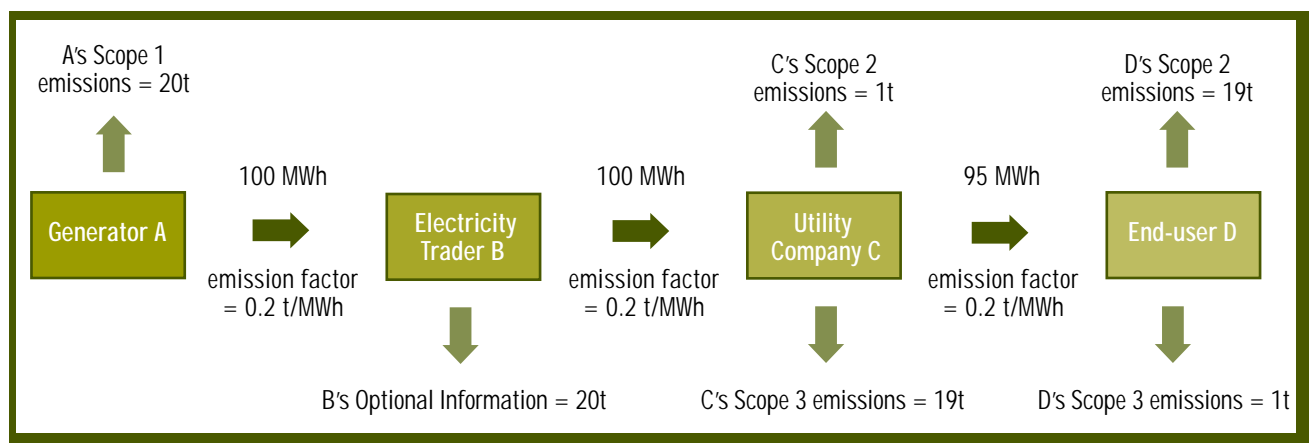 A's Scope 1
emissions = 20t
C's Scope 2
emissions = 1t
D's Scope 2
emissions = 19t
100 MWh
100 MWh
95 MWh
Generator A
Electricity
Trader B
Utility
Company C
End-user D
emission factor
= 0.2 t/MWh
emission factor
= 0.2 t/MWh
emission factor
= 0.2 t/MWh
B's Optional Information = 20t
C's Scope 3 emissions = 19t
D's Scope 3 emissions = 1t